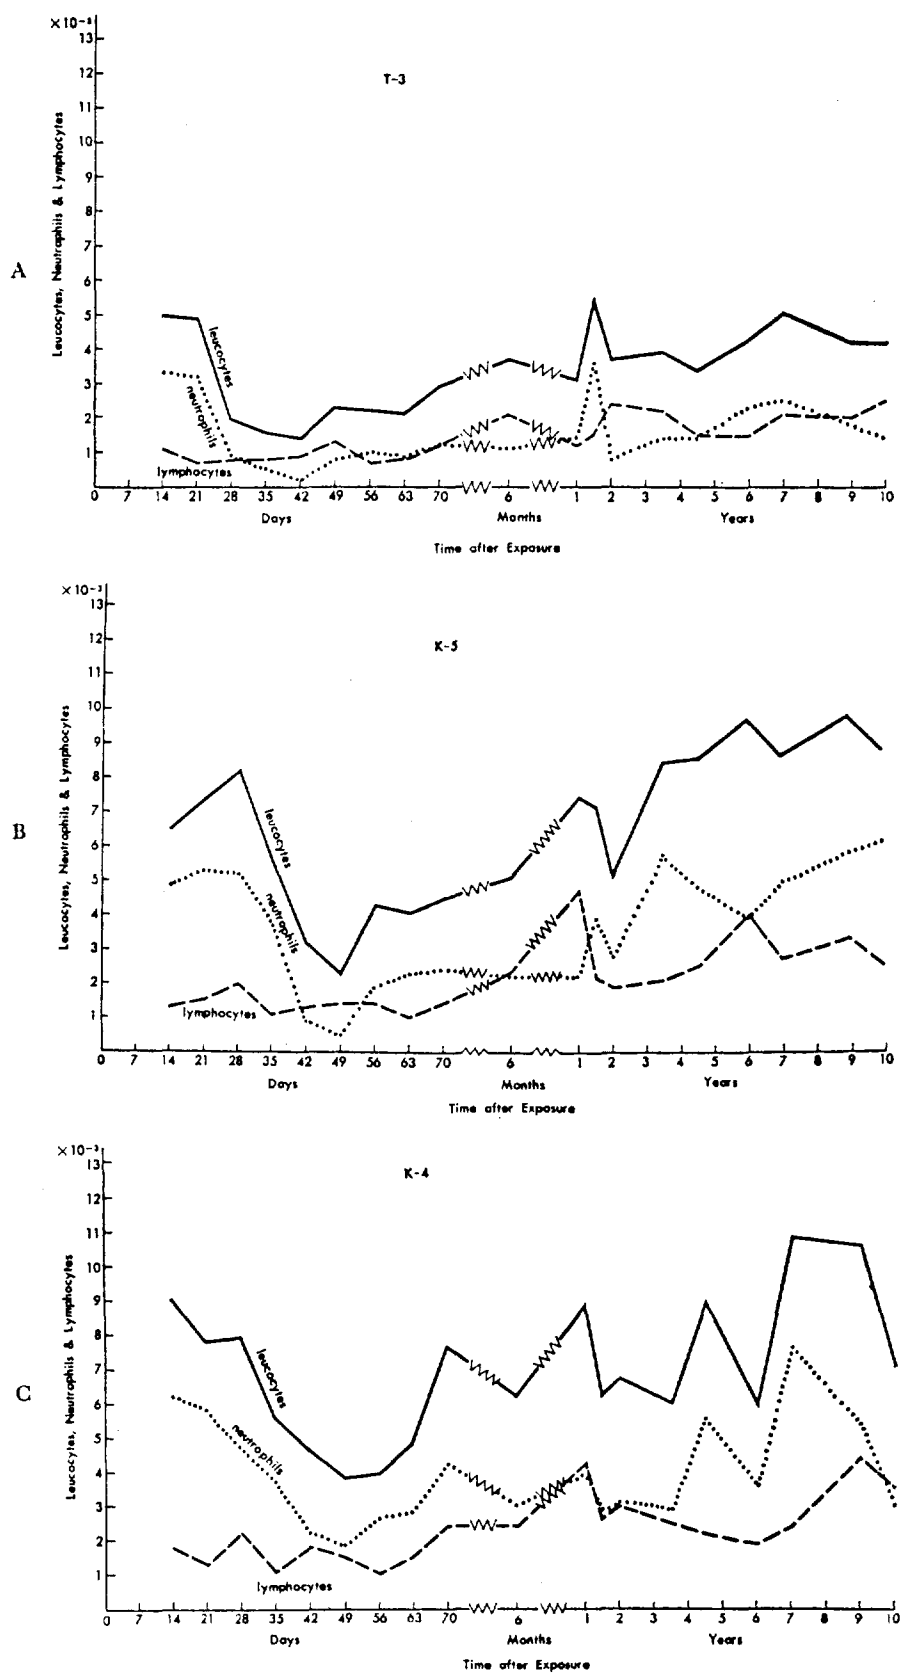 ×10⁻³
13
12
11
10
9
8
7
6
5
4
3
2
1
Leucocytes, Neutrophils & Lymphocytes
A
T-3
leucocytes
neutrophils
lymphocytes
0 7 14 21 28 35 42 49 56 63 70 6 1 2 3 4 5 6 7 8 9 10
Days Months Years
Time after Exposure
×10⁻³
13
12
11
10
9
8
7
6
5
4
3
2
1
Leucocytes, Neutrophils & Lymphocytes
B
K-5
leucocytes
neutrophils
lymphocytes
0 7 14 21 28 35 42 49 56 63 70 6 1 2 3 4 5 6 7 8 9 10
Days Months Years
Time after Exposure
×10⁻³
13
12
11
10
9
8
7
6
5
4
3
2
1
Leucocytes, Neutrophils & Lymphocytes
C
K-4
leucocytes
neutrophils
lymphocytes
0 7 14 21 28 35 42 49 56 63 70 6 1 2 3 4 5 6 7 8 9 10
Days Months Years
Time after Exposure